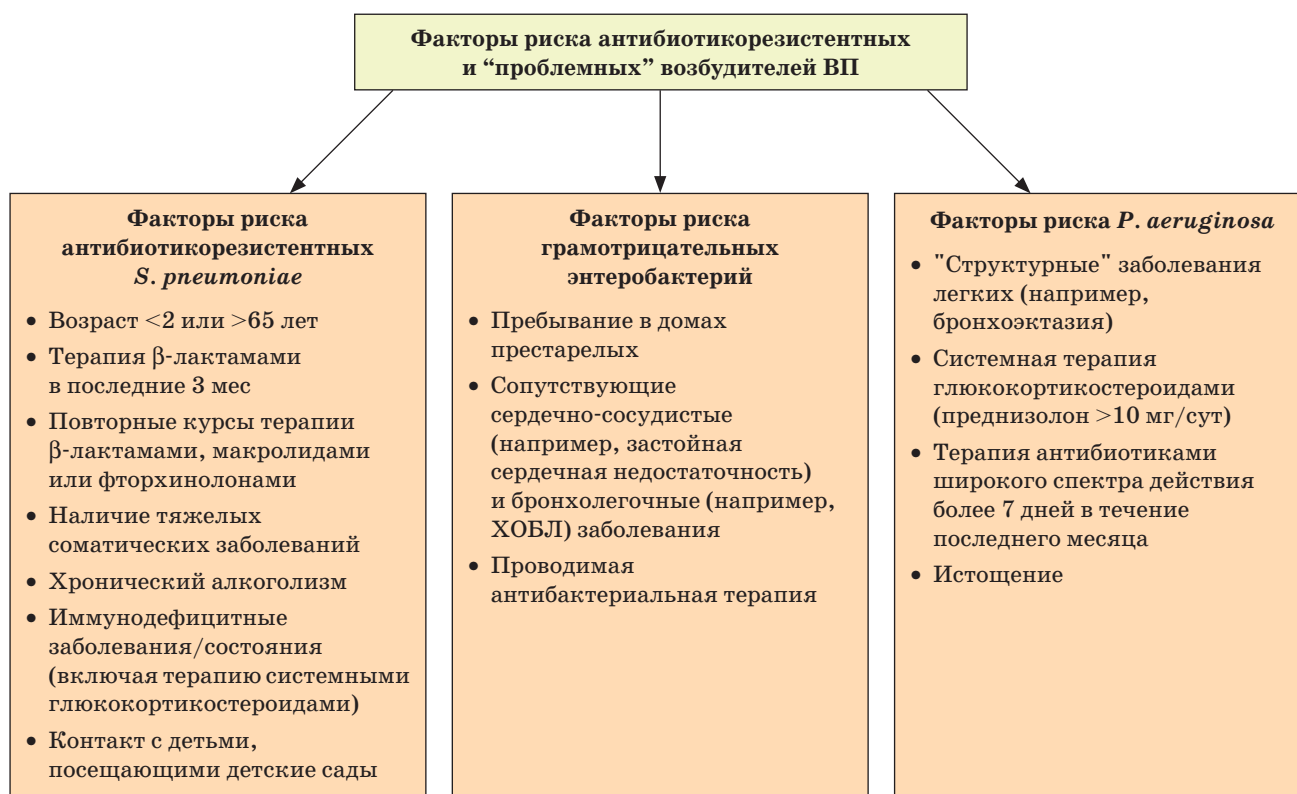 Факторы риска антибиотикорезистентных
и “проблемных” возбудителей ВП
Факторы риска
антибиотикорезистентных
S. pneumoniae
• Возраст <2 или >65 лет
• Терапия β-лактамами
в последние 3 мес
• Повторные курсы терапии
β-лактамами, макролидами
или фторхинолонами
• Наличие тяжелых
соматических заболеваний
• Хронический алкоголизм
• Иммунодефицитные
заболевания/состояния
(включая терапию системными
глюкокортикостероидами)
• Контакт с детьми,
посещающими детские сады
Факторы риска
грамотрицательных
энтеробактерий
• Пребывание в домах
престарелых
• Сопутствующие
сердечно-сосудистые
(например, застойная
сердечная недостаточность)
и бронхолегочные (например,
ХОБЛ) заболевания
• Проводимая
антибактериальная терапия
Факторы риска P. aeruginosa
• "Структурные" заболевания
легких (например,
бронхоэктазия)
• Системная терапия
глюкокортикостероидами
(преднизолон >10 мг/сут)
• Терапия антибиотиками
широкого спектра действия
более 7 дней в течение
последнего месяца
• Истощение